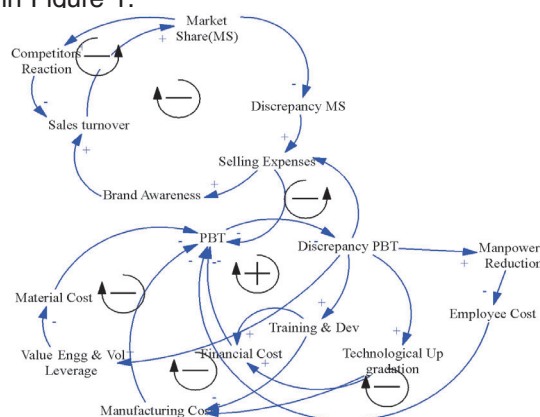 in Figure 1.
Market
Share(MS)
Competitors
Reaction
Discrepancy MS
Sales turnover
Selling Expenses
Brand Awareness
PBT
Discrepancy PBT
Manpower
Reduction
Material Cost
Employee Cost
Training & Dev
Value Engg & Vol
Leverage
Financial Cost
Technological Up
gradation
Manufacturing Cost